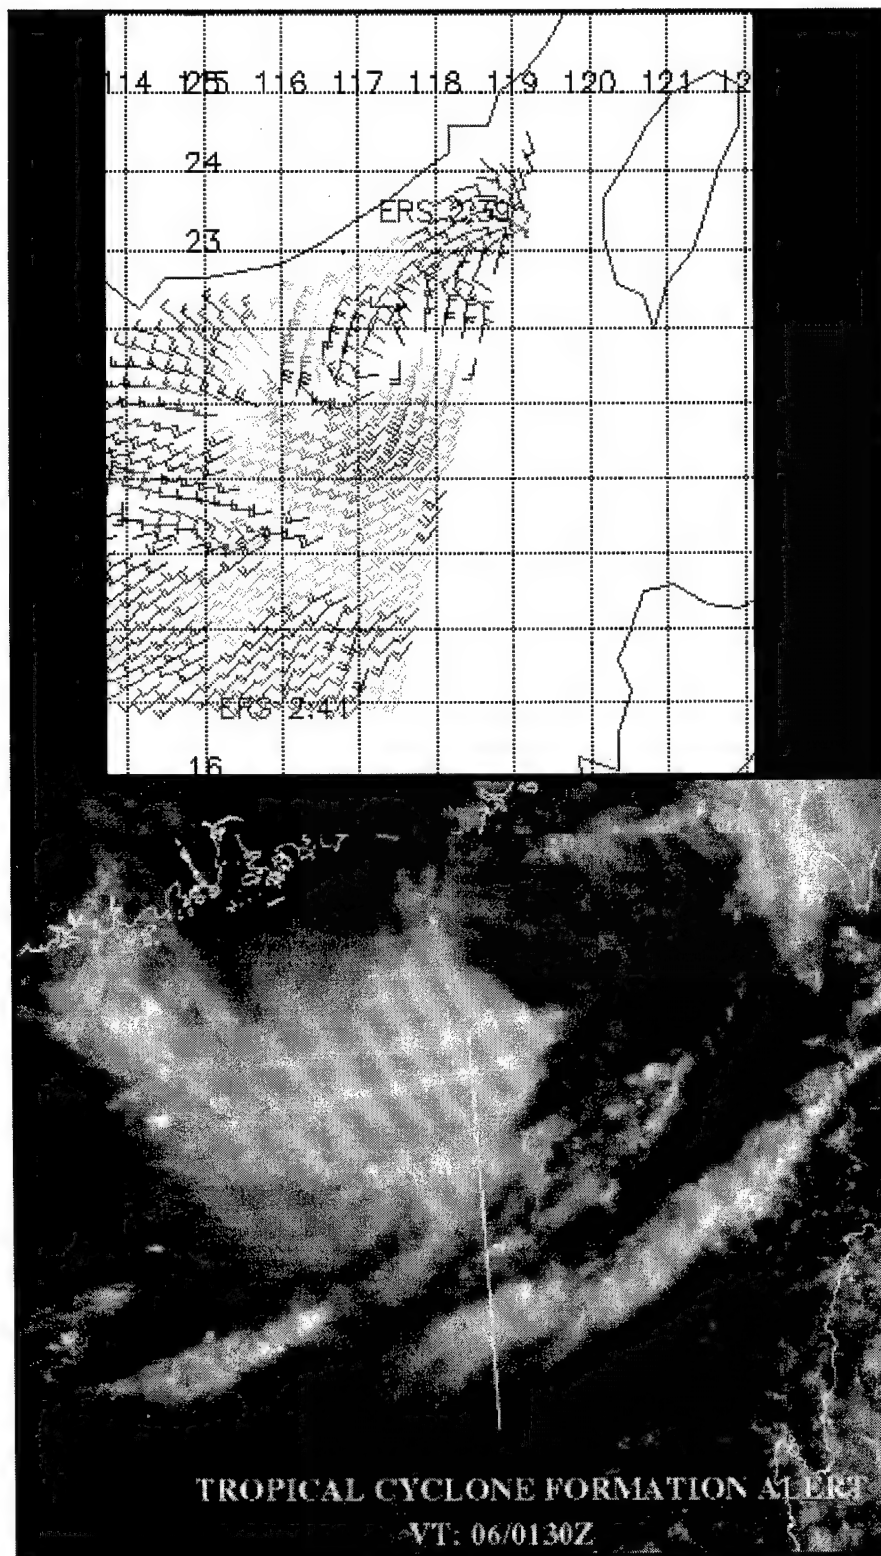 114 115 116 117 118 119 120 121 12
24
ERS 2:39
23
ERS 2:41
16
TROPICAL CYCLONE FORMATION ALERT
VT: 06/0130Z